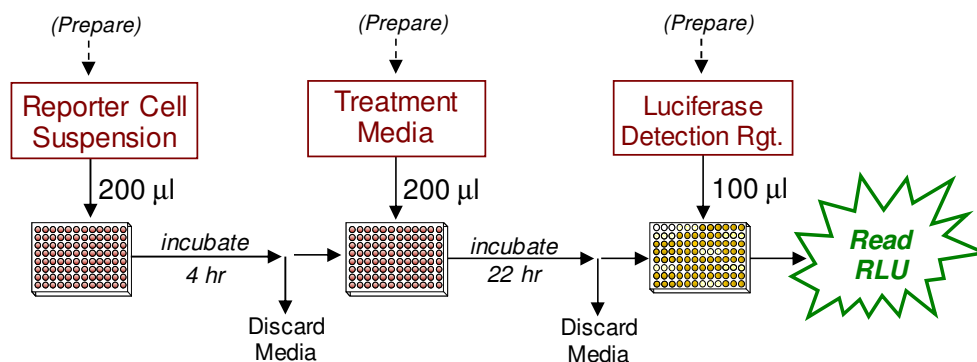 (Prepare)
(Prepare)
(Prepare)
Reporter Cell
Suspension
Treatment
Media
Luciferase
Detection Rgt.
200 µl
200 µl
100 µl
incubate
4 hr
incubate
22 hr
Read
RLU
Discard
Media
Discard
Media